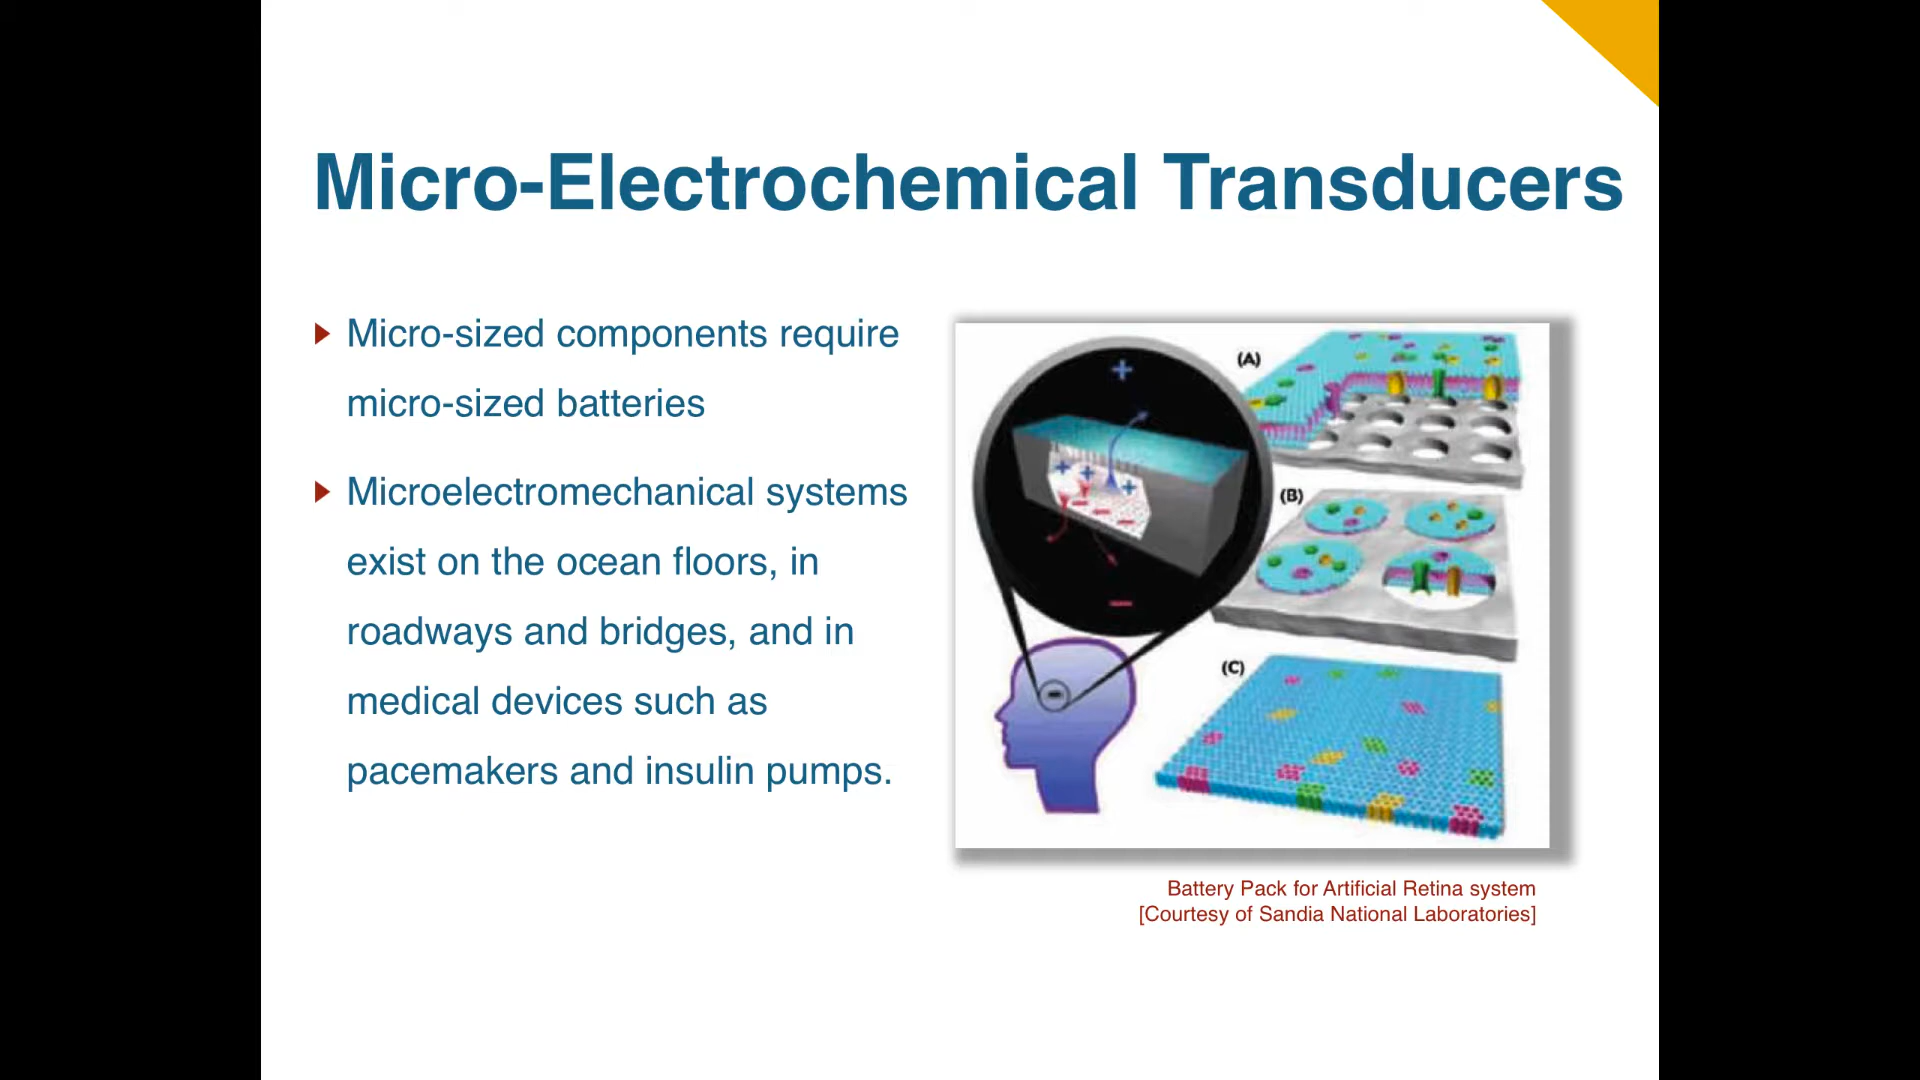 Micro-Electrochemical Transducers
Micro-sized components require
micro-sized batteries
Microelectromechanical systems
exist on the ocean floors, in
roadways and bridges, and in
medical devices such as
pacemakers and insulin pumps.
(A)
+
+ + +
- - -
-
(B)
(C)
-
Battery Pack for Artificial Retina system
[Courtesy of Sandia National Laboratories]